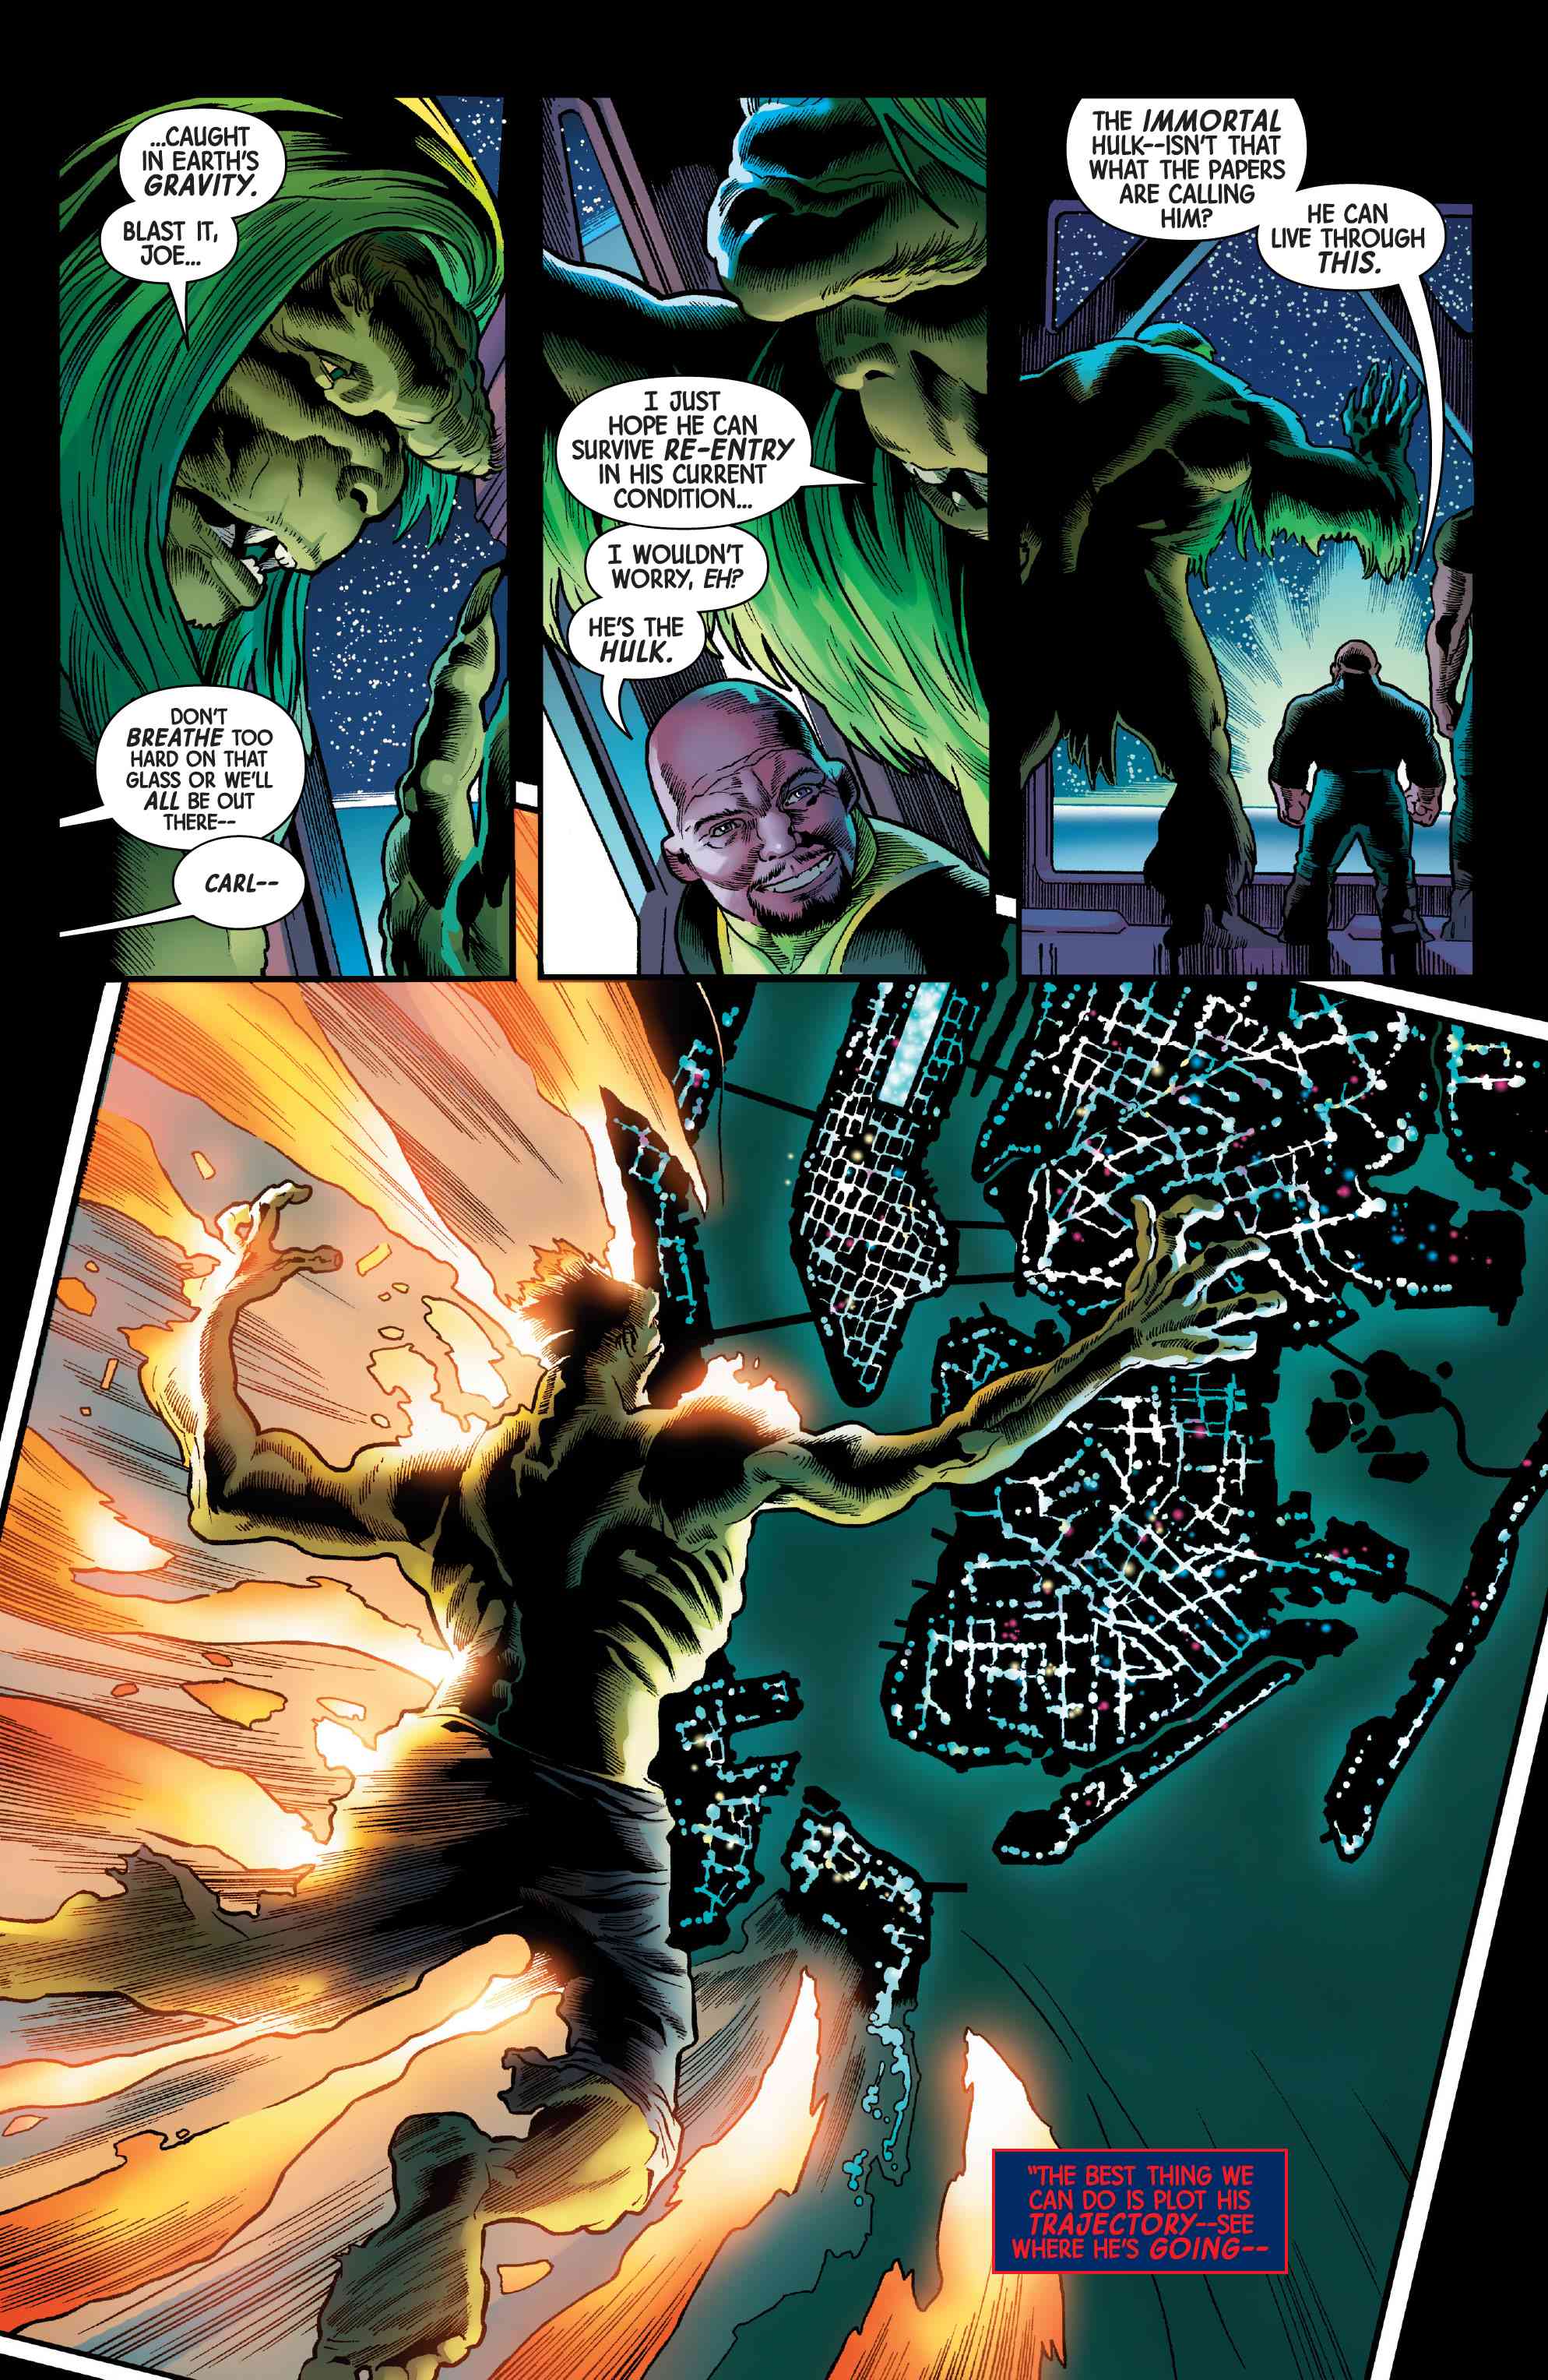 ...CAUGHT
IN EARTH'S
GRAVITY.
BLAST IT,
JOE...
DON'T
BREATHE TOO
HARD ON THAT
GLASS OR WE'LL
ALL BE OUT
THERE--
CARL--
I JUST
HOPE HE CAN
SURVIVE RE-ENTRY
IN HIS CURRENT
CONDITION...
I WOULDN'T
WORRY, EH?
HE'S THE
HULK.
THE IMMORTAL
HULK--ISN'T THAT
WHAT THE PAPERS
ARE CALLING
HIM?
HE CAN
LIVE THROUGH
THIS.
"THE BEST THING WE
CAN DO IS PLOT HIS
TRAJECTORY--SEE
WHERE HE'S GOING--